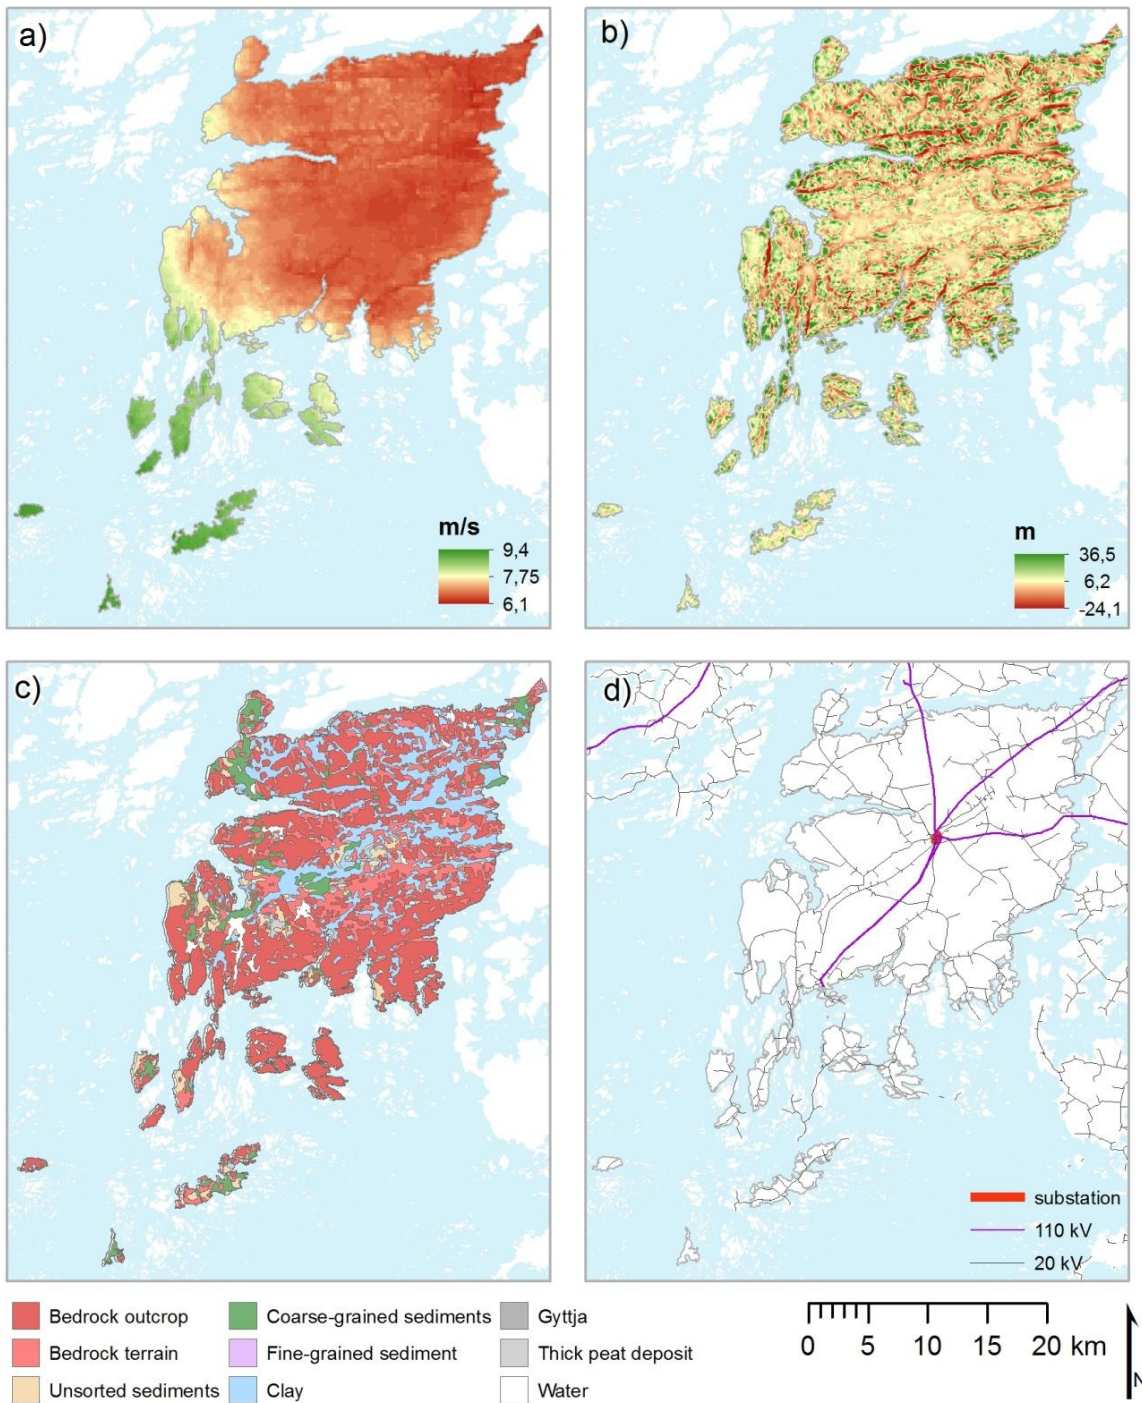 a)
m/s
9,4
7,75
6,1
b)
m
36,5
6,2
-24,1
c)
d)
substation
110 kV
20 kV
Bedrock outcrop
Bedrock terrain
Unsorted sediments
Coarse-grained sediments
Fine-grained sediment
Clay
Gyttja
Thick peat deposit
Water
0 5 10 15 20 km
N